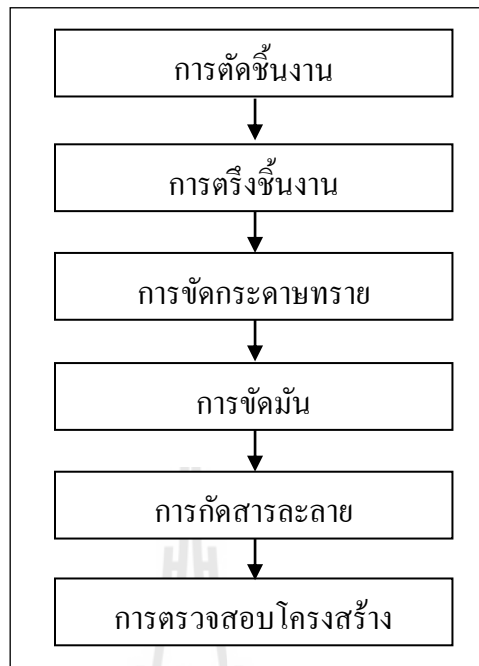 การตัดชิ้นงาน
การตรึงชิ้นงาน
การขัดกระดาษทราย
การขัดมัน
การกัดสารละลาย
การตรวจสอบโครงสร้าง